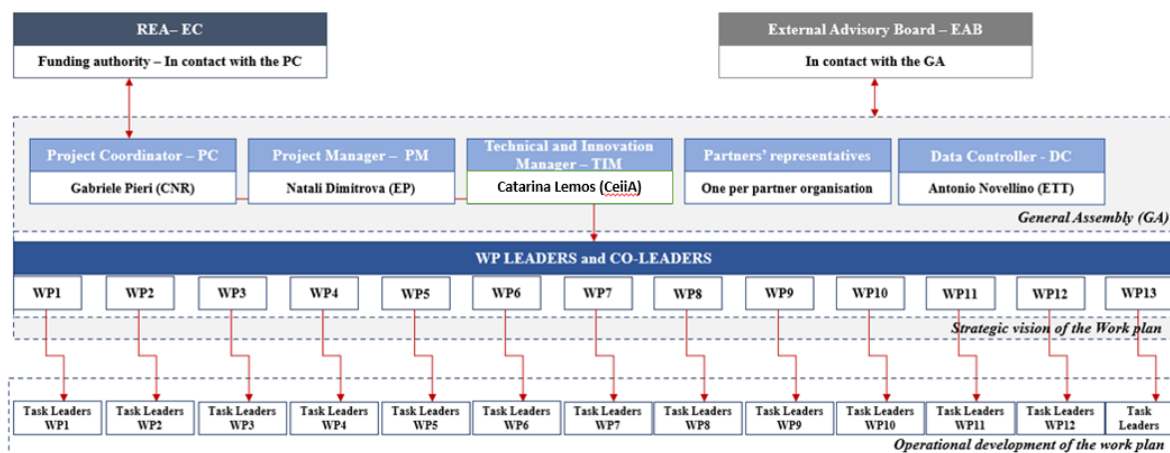 REA– EC
Funding authority – In contact with the PC
External Advisory Board – EAB
In contact with the GA
Project Coordinator – PC
Gabriele Pieri (CNR)
Project Manager – PM
Natali Dimitrova (EP)
Technical and Innovation
Manager – TIM
Catarina Lemos (CeiiA)
Partners' representatives
One per partner organisation
Data Controller - DC
Antonio Novellino (ETT)
General Assembly (GA)
WP LEADERS and CO-LEADERS
WP1 WP2 WP3 WP4 WP5 WP6 WP7 WP8 WP9 WP10 WP11 WP12 WP13
Strategic vision of the Work plan
Task Leaders
WP1
Task Leaders
WP2
Task Leaders
WP3
Task Leaders
WP4
Task Leaders
WP5
Task Leaders
WP6
Task Leaders
WP7
Task Leaders
WP8
Task Leaders
WP9
Task Leaders
WP10
Task Leaders
WP11
Task Leaders
WP12
Task
Leaders
Operational development of the work plan